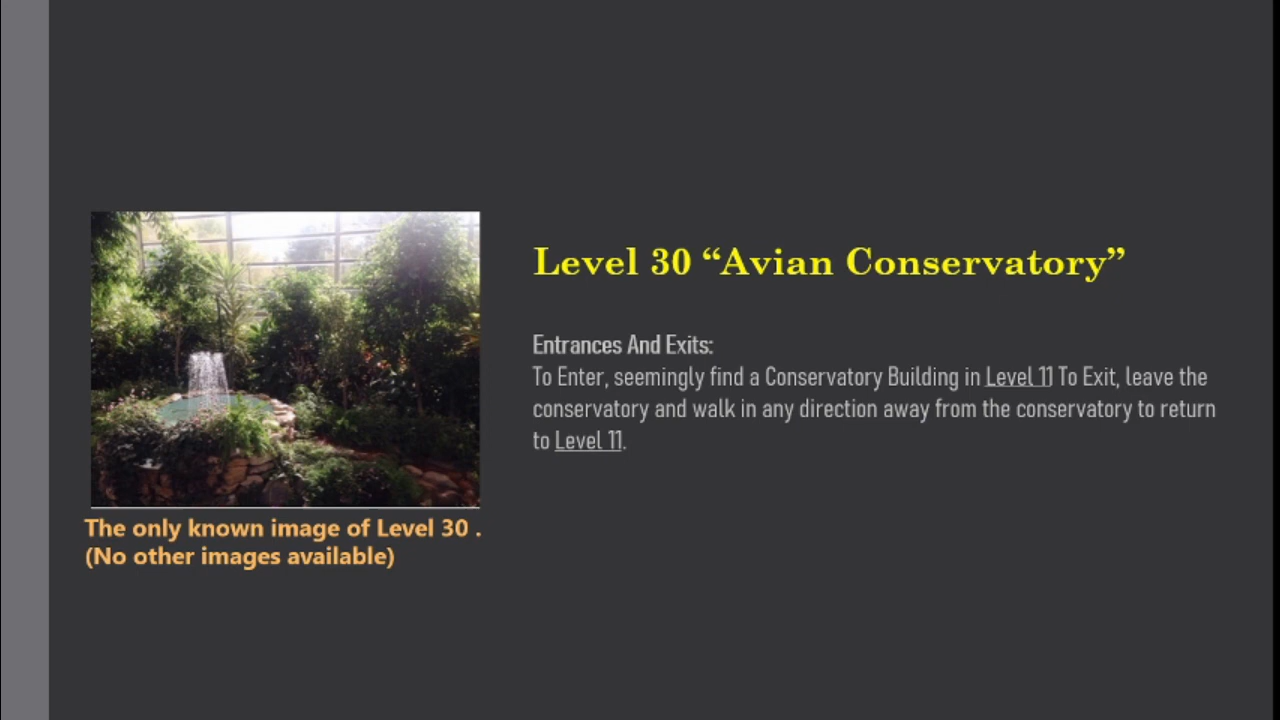 Level 30 “Avian Conservatory”
Entrances And Exits:
To Enter, seemingly find a Conservatory Building in Level 11 To Exit, leave the
conservatory and walk in any direction away from the conservatory to return
to Level 11.
The only known image of Level 30 .
(No other images available)